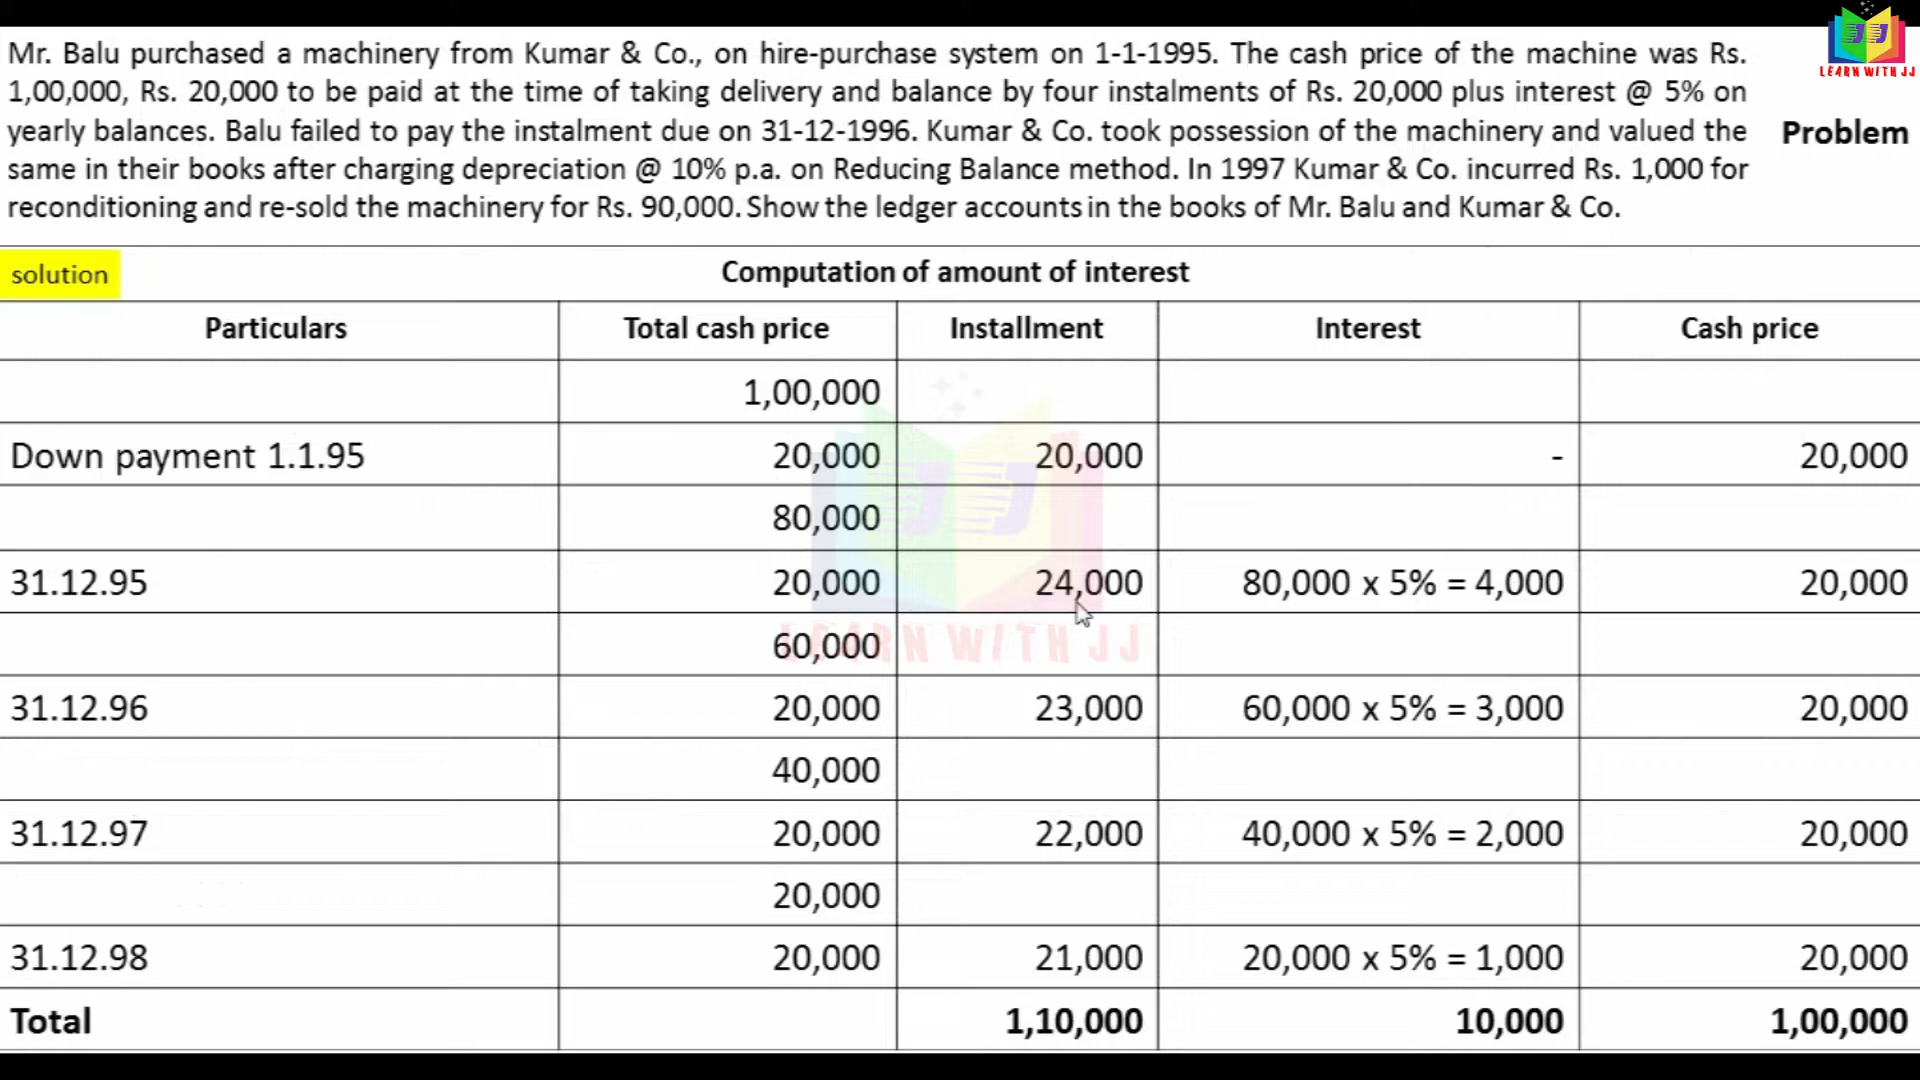 Mr. Balu purchased a machinery from Kumar & Co., on hire-purchase system on 1-1-1995. The cash price of the machine was Rs.
1,00,000, Rs. 20,000 to be paid at the time of taking delivery and balance by four instalments of Rs. 20,000 plus interest @ 5% on
yearly balances. Balu failed to pay the instalment due on 31-12-1996. Kumar & Co. took possession of the machinery and valued the
same in their books after charging depreciation @ 10% p.a. on Reducing Balance method. In 1997 Kumar & Co. incurred Rs. 1,000 for
reconditioning and re-sold the machinery for Rs. 90,000. Show the ledger accounts in the books of Mr. Balu and Kumar & Co.
JJ
LEARN WITH JJ
Problem
solution
Computation of amount of interest
Particulars Total cash price Installment Interest Cash price
1,00,000
Down payment 1.1.95 20,000 20,000 - 20,000
80,000
31.12.95 20,000 24,000 80,000 x 5% = 4,000 20,000
60,000
31.12.96 20,000 23,000 60,000 x 5% = 3,000 20,000
40,000
31.12.97 20,000 22,000 40,000 x 5% = 2,000 20,000
20,000
31.12.98 20,000 21,000 20,000 x 5% = 1,000 20,000
Total 1,10,000 10,000 1,00,000
JJ
LEARN WITH JJ